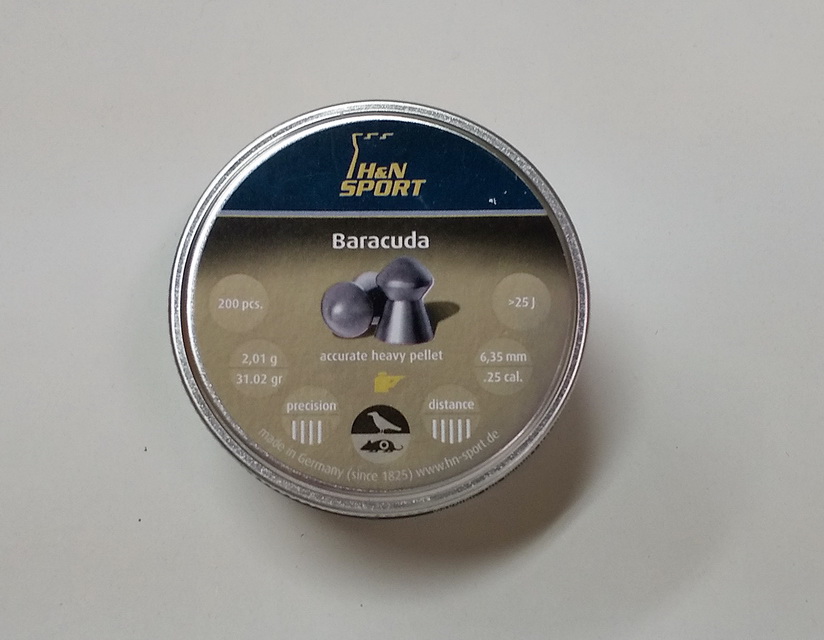 H&N
SPORT
Baracuda
200 pcs.
>25 J
accurate heavy pellet
2,01 g
31.02 gr
6,35 mm
.25 cal.
precision
distance
made in Germany (since 1825) www.hn-sport.de